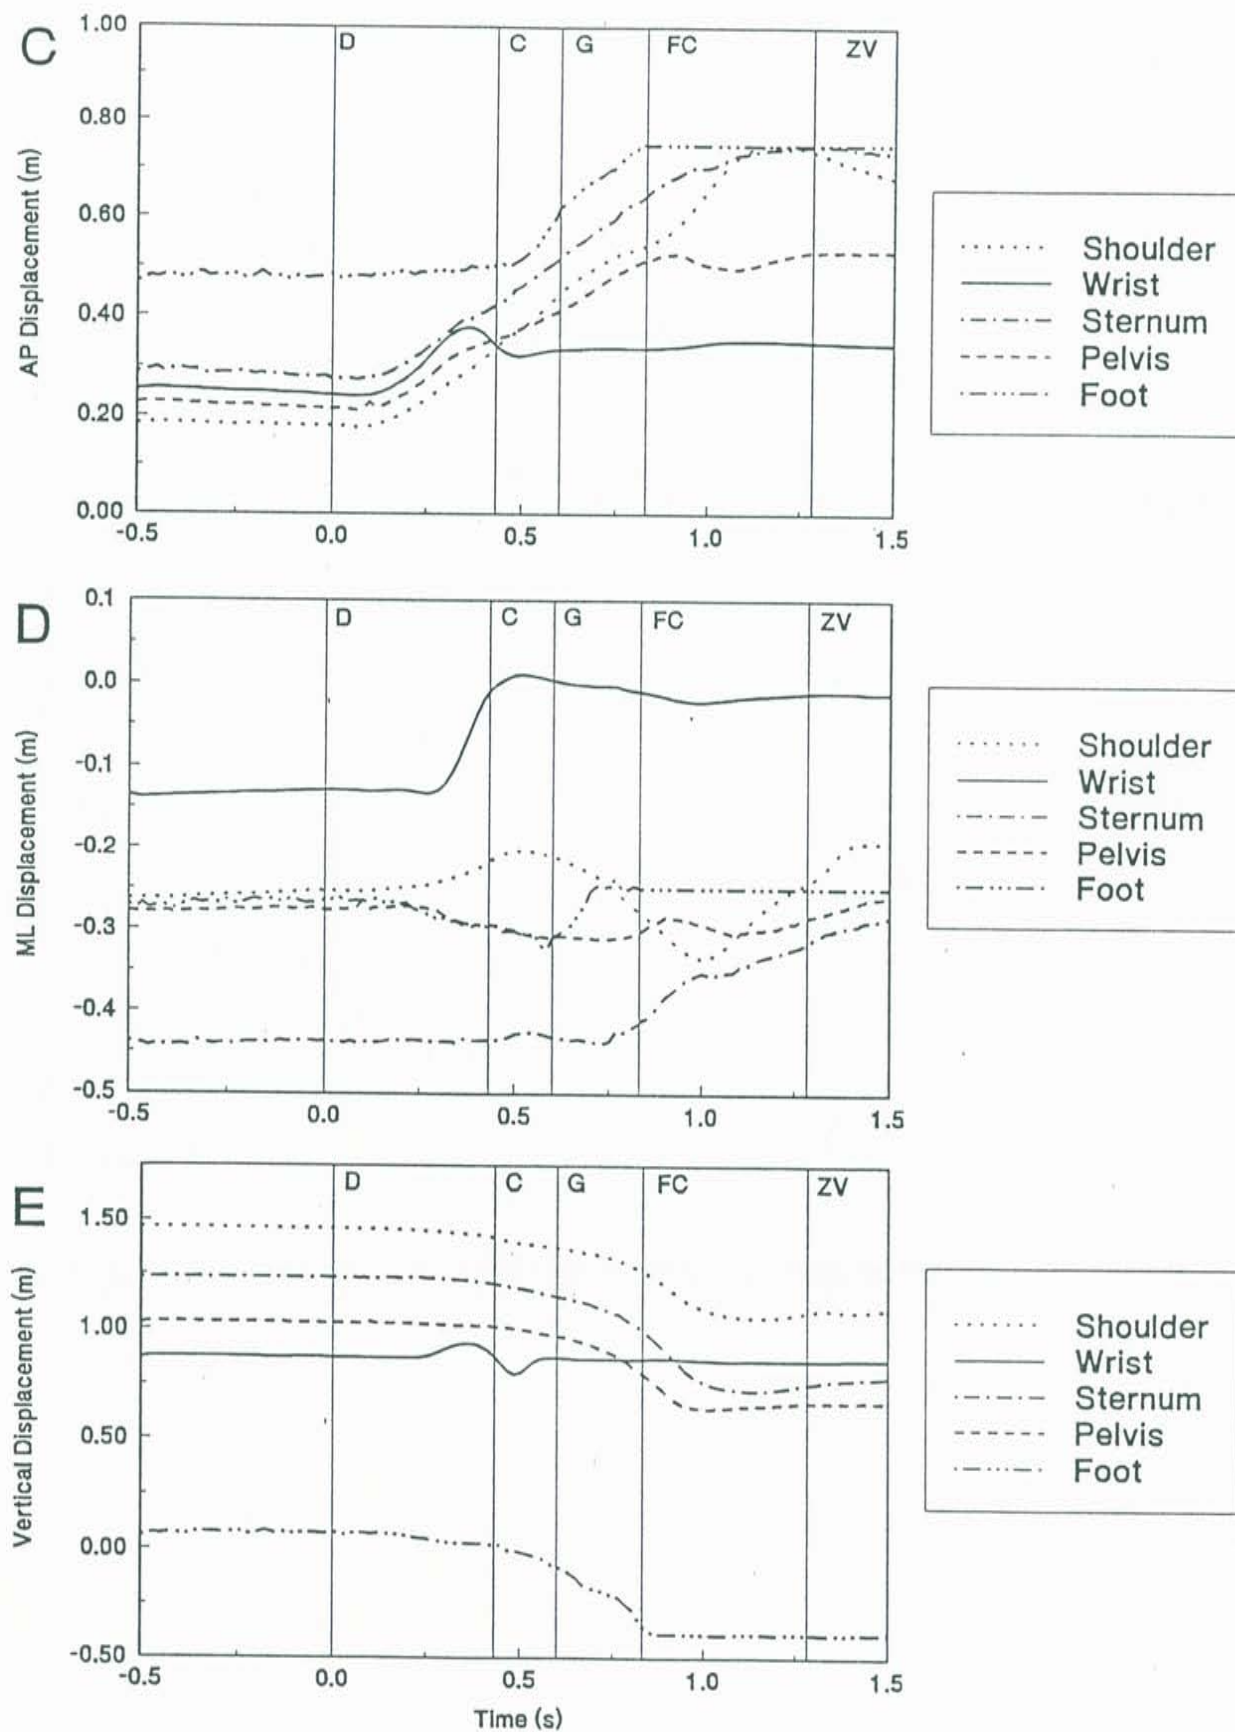 C
1.00
D C G FC ZV
0.80
0.60
0.40
0.20
0.00
AP Displacement (m)
-0.5 0.0 0.5 1.0 1.5
Shoulder
Wrist
Sternum
Pelvis
Foot
D
0.1
D C G FC ZV
0.0
-0.1
-0.2
-0.3
-0.4
-0.5
ML Displacement (m)
-0.5 0.0 0.5 1.0 1.5
Shoulder
Wrist
Sternum
Pelvis
Foot
E
D C G FC ZV
1.50
1.00
0.50
0.00
-0.50
Vertical Displacement (m)
-0.5 0.0 0.5 1.0 1.5
Time (s)
Shoulder
Wrist
Sternum
Pelvis
Foot